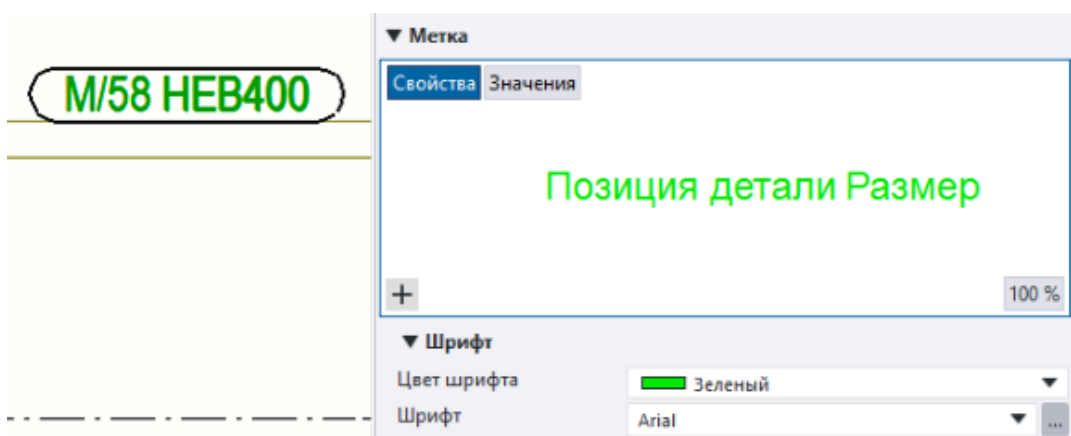 M/58 HEB400
Метка
Свойства Значения
Позиция детали Размер
100 %
Шрифт
Цвет шрифта Зеленый
Шрифт Arial ...